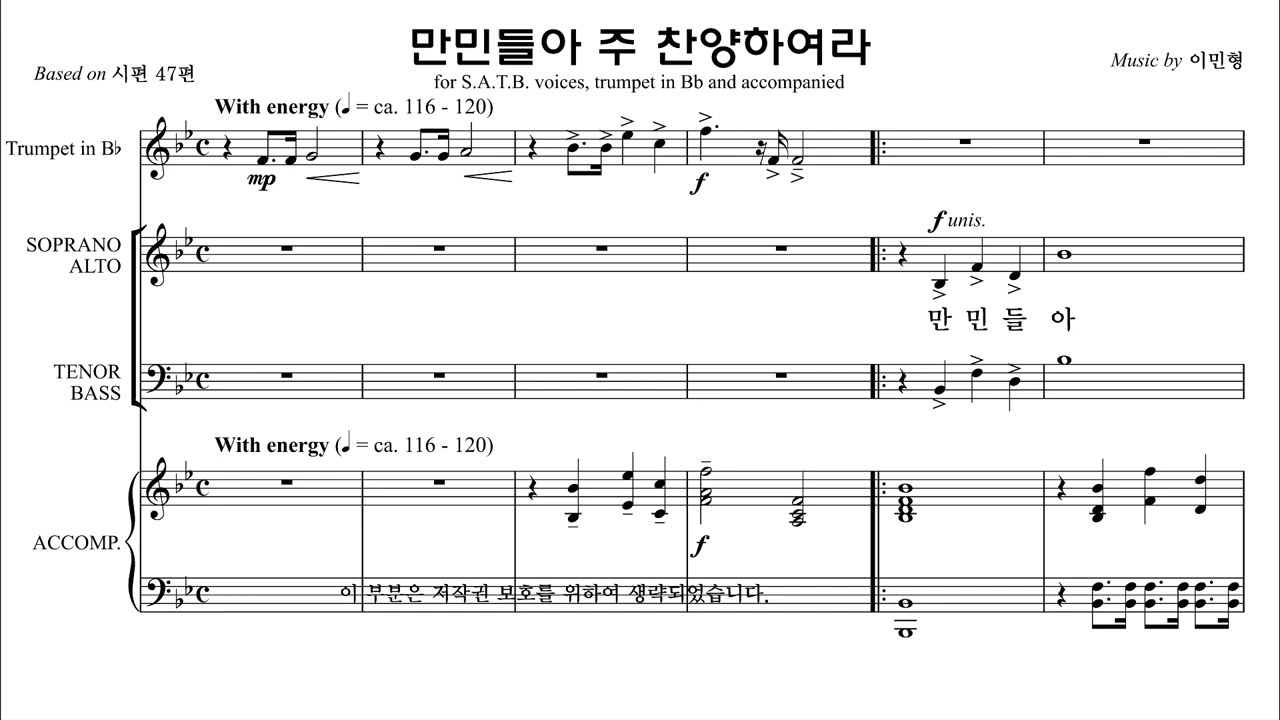 만민들아 주 찬양하여라
Based on 시편 47편
for S.A.T.B. voices, trumpet in Bb and accompanied
Music by 이민형
With energy (♩ = ca. 116 - 120)
Trumpet in B♭
mp
f
SOPRANO
ALTO
f unis.
만 민 들 아
TENOR
BASS
With energy (♩ = ca. 116 - 120)
ACCOMP.
f
이 부분은 저작권 보호를 위하여 생략되었습니다.